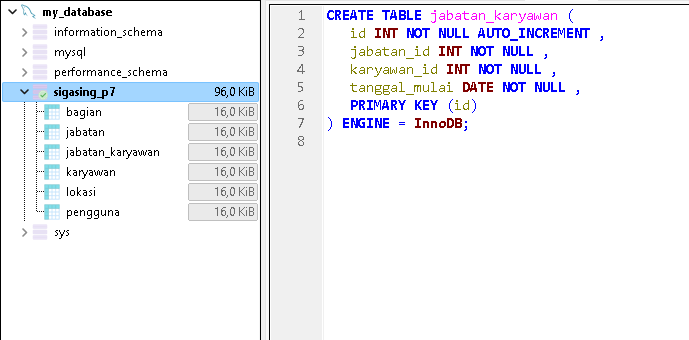 my_database
information_schema
mysql
performance_schema
sigasing_p7 96,0 KiB
bagian 16,0 KiB
jabatan 16,0 KiB
jabatan_karyawan 16,0 KiB
karyawan 16,0 KiB
lokasi 16,0 KiB
pengguna 16,0 KiB
sys
1 CREATE TABLE jabatan_karyawan (
2 id INT NOT NULL AUTO_INCREMENT ,
3 jabatan_id INT NOT NULL ,
4 karyawan_id INT NOT NULL ,
5 tanggal_mulai DATE NOT NULL ,
6 PRIMARY KEY (id)
7 ) ENGINE = InnoDB;
8